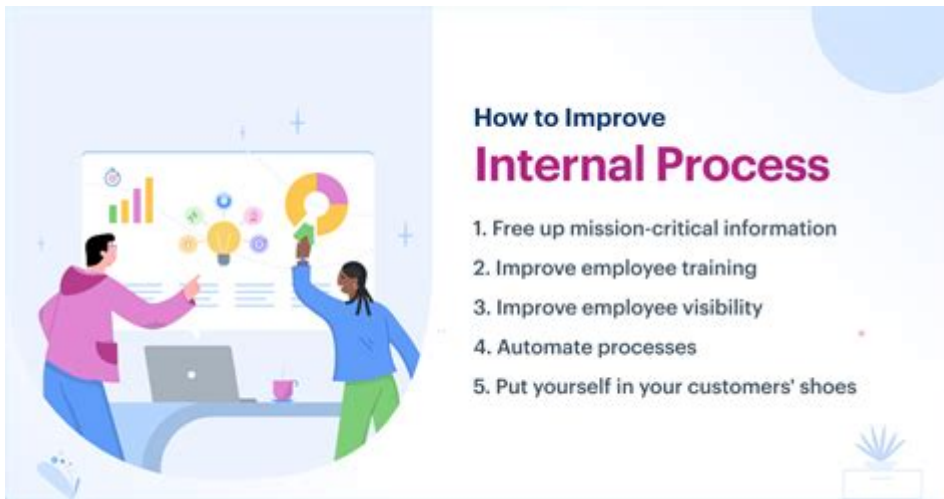 How to Improve
Internal Process
1. Free up mission-critical information
2. Improve employee training
3. Improve employee visibility
4. Automate processes
5. Put yourself in your customers' shoes